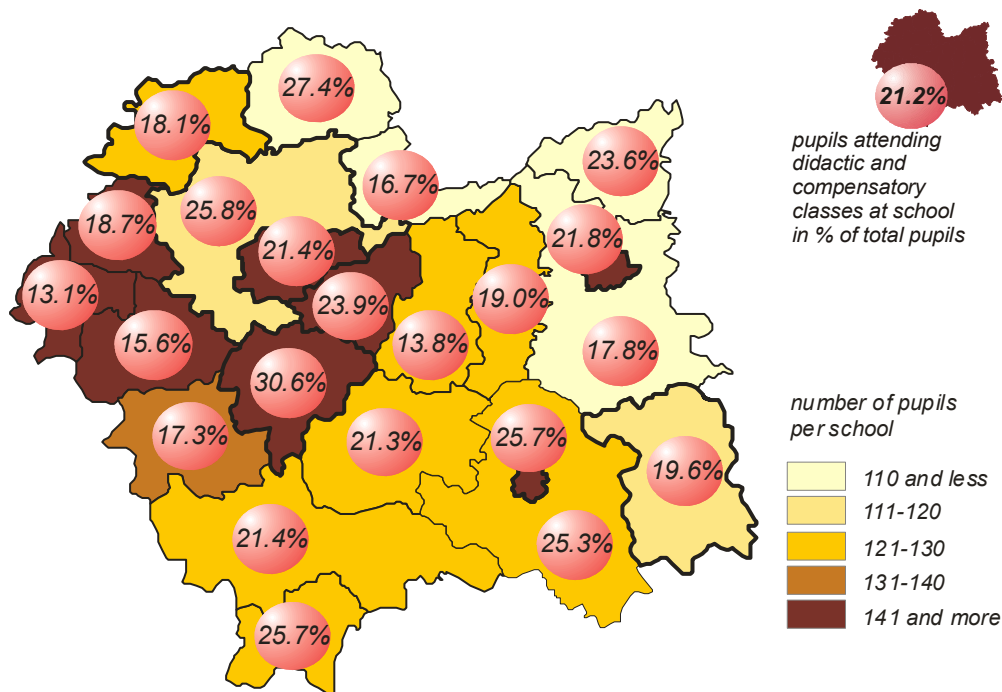 27.4%
18.1%
23.6%
16.7%
25.8%
18.7%
21.4%
21.8%
13.1%
23.9%
19.0%
15.6%
13.8%
17.8%
30.6%
17.3%
21.3%
25.7%
19.6%
21.4%
25.3%
25.7%
21.2%
pupils attending
didactic and
compensatory
classes at school
in % of total pupils
number of pupils
per school
110 and less
111-120
121-130
131-140
141 and more